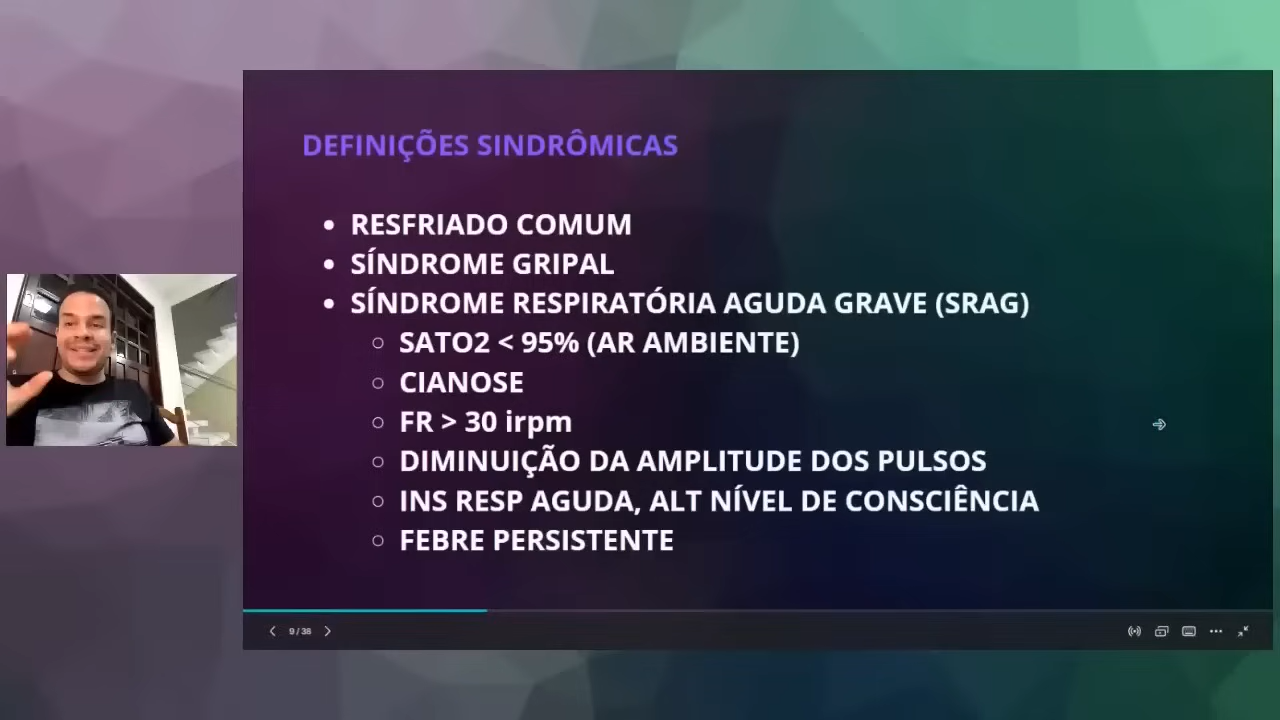 DEFINIÇÕES SINDRÔMICAS
• RESFRIADO COMUM
• SÍNDROME GRIPAL
• SÍNDROME RESPIRATÓRIA AGUDA GRAVE (SRAG)
○ SATO2 < 95% (AR AMBIENTE)
○ CIANOSE
○ FR > 30 irpm
○ DIMINUIÇÃO DA AMPLITUDE DOS PULSOS
○ INS RESP AGUDA, ALT NÍVEL DE CONSCIÊNCIA
○ FEBRE PERSISTENTE
9 / 38